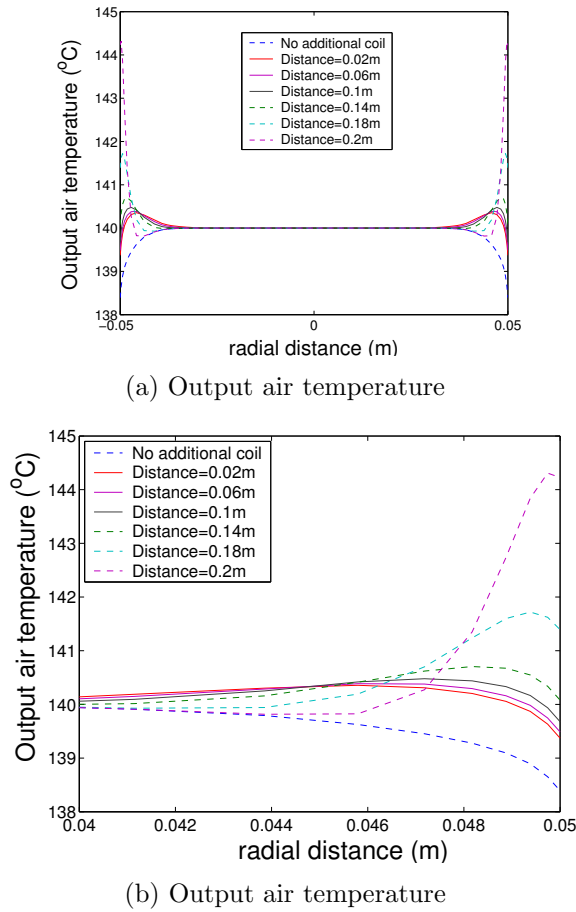 145
144
143
142
141
140
139
138
Output air temperature (°C)
No additional coil
Distance=0.02m
Distance=0.06m
Distance=0.1m
Distance=0.14m
Distance=0.18m
Distance=0.2m
−0.05 0 0.05
radial distance (m)
(a) Output air temperature
145
144
143
142
141
140
139
138
Output air temperature (°C)
No additional coil
Distance=0.02m
Distance=0.06m
Distance=0.1m
Distance=0.14m
Distance=0.18m
Distance=0.2m
0.04 0.042 0.044 0.046 0.048 0.05
radial distance (m)
(b) Output air temperature